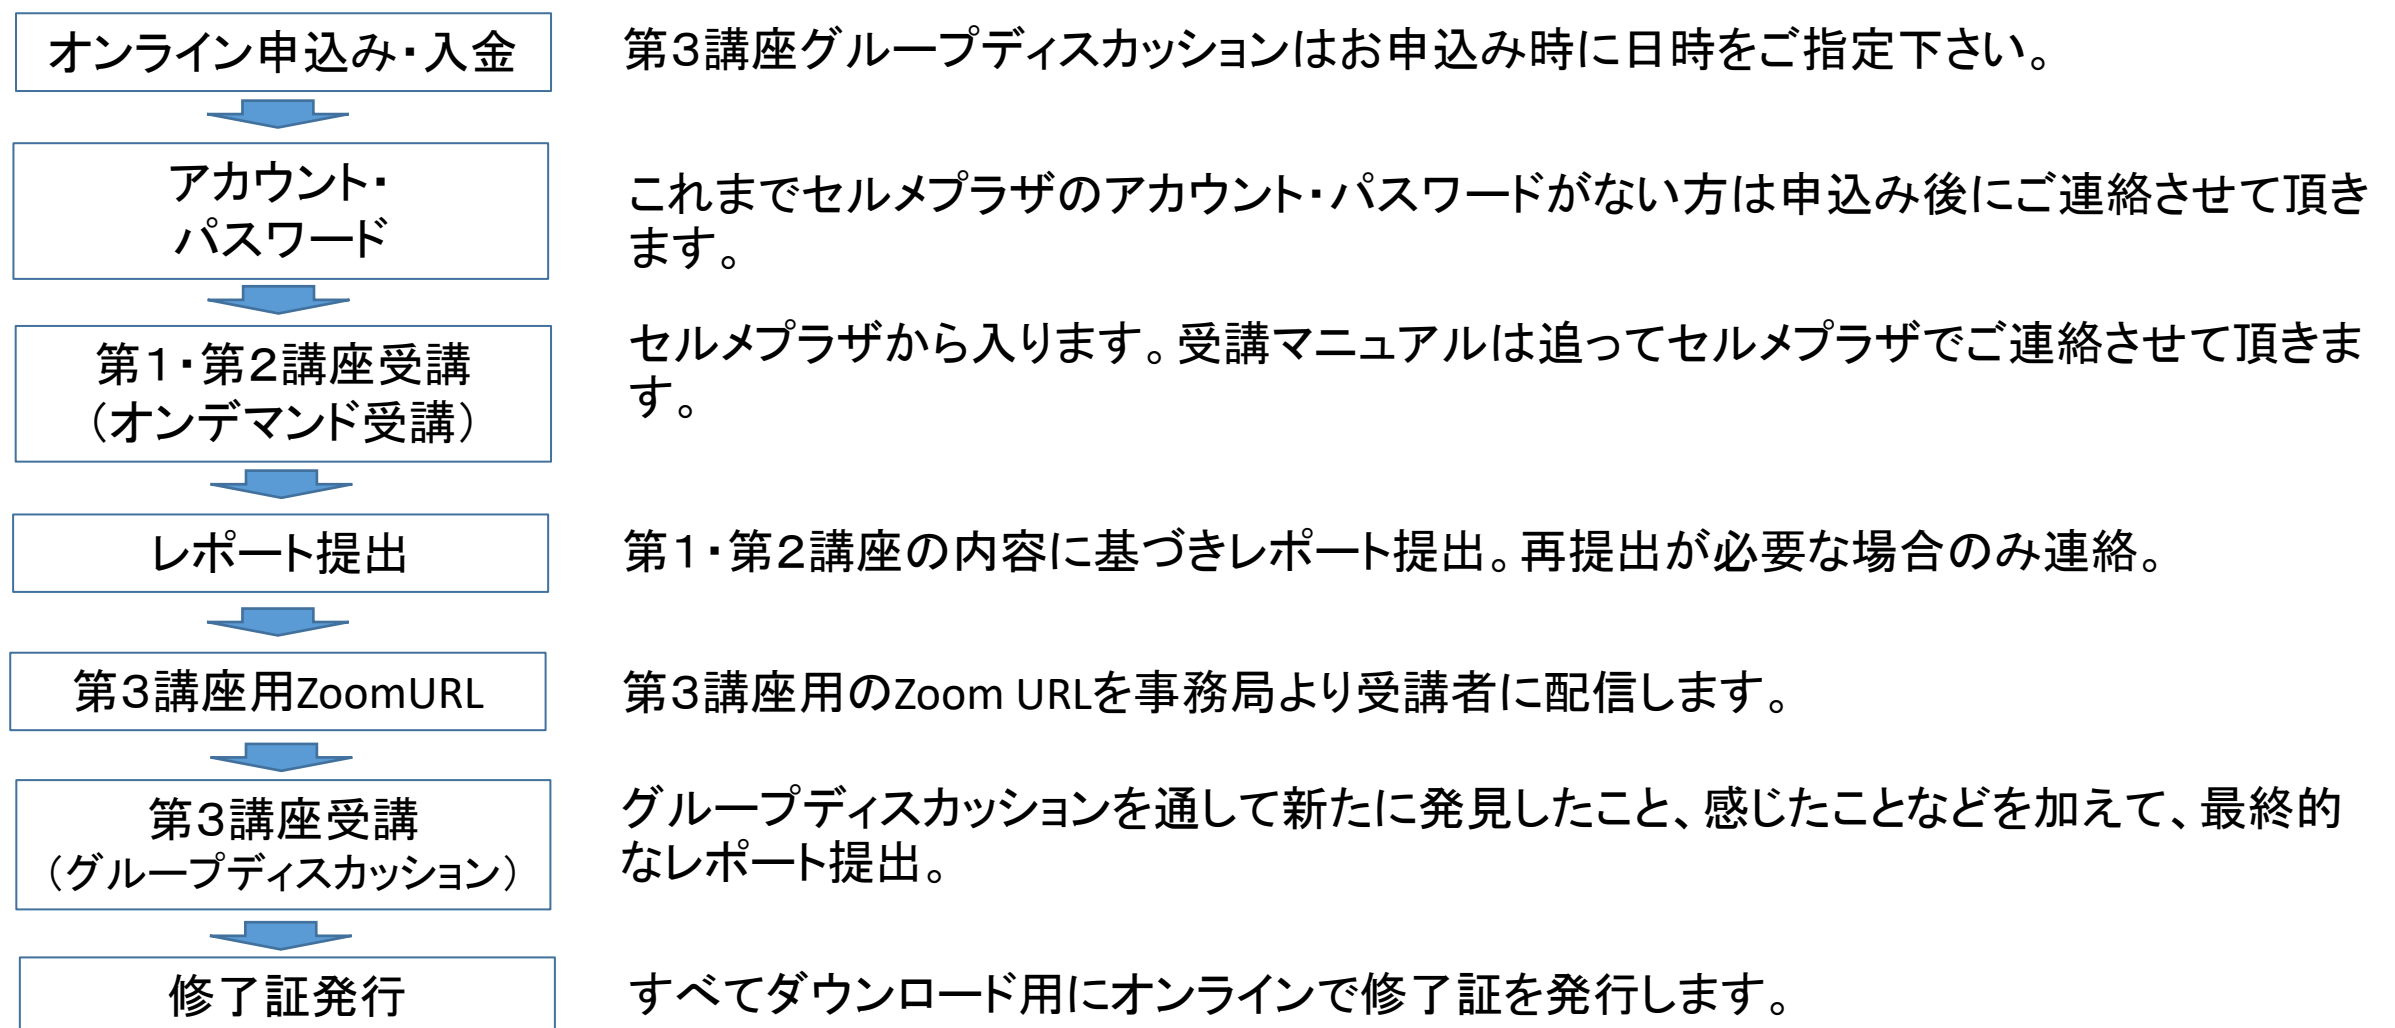 オンライン申込み・入金
第3講座グループディスカッションはお申込み時に日時をご指定下さい。
アカウント・
パスワード
これまでセルメプラザのアカウント・パスワードがない方は申込み後にご連絡させて頂き
ます。
第1・第2講座受講
（オンデマンド受講）
セルメプラザから入ります。受講マニュアルは追ってセルメプラザでご連絡させて頂きま
す。
レポート提出
第1・第2講座の内容に基づきレポート提出。再提出が必要な場合のみ連絡。
第3講座用ZoomURL
第3講座用のZoom URLを事務局より受講者に配信します。
第3講座受講
（グループディスカッション）
グループディスカッションを通して新たに発見したこと、感じたことなどを加えて、最終的
なレポート提出。
修了証発行
すべてダウンロード用にオンラインで修了証を発行します。